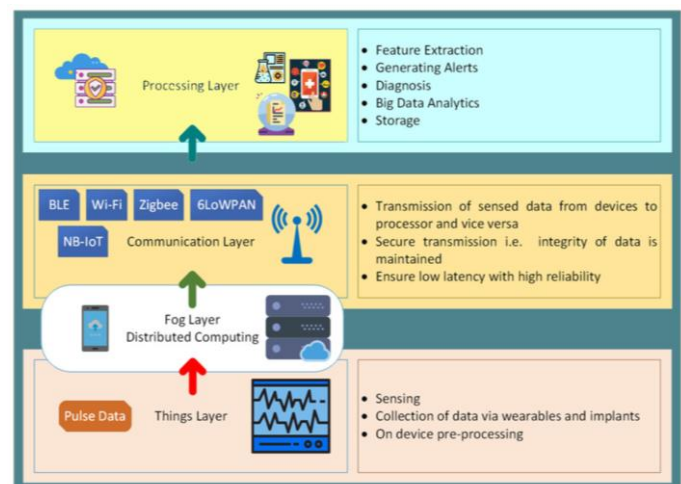 Processing Layer
• Feature Extraction
• Generating Alerts
• Diagnosis
• Big Data Analytics
• Storage
BLE
Wi-Fi
Zigbee
6LoWPAN
NB-IoT
Communication Layer
• Transmission of sensed data from devices to
processor and vice versa
• Secure transmission i.e. integrity of data is
maintained
• Ensure low latency with high reliability
Fog Layer
Distributed Computing
Pulse Data
Things Layer
• Sensing
• Collection of data via wearables and implants
• On device pre-processing